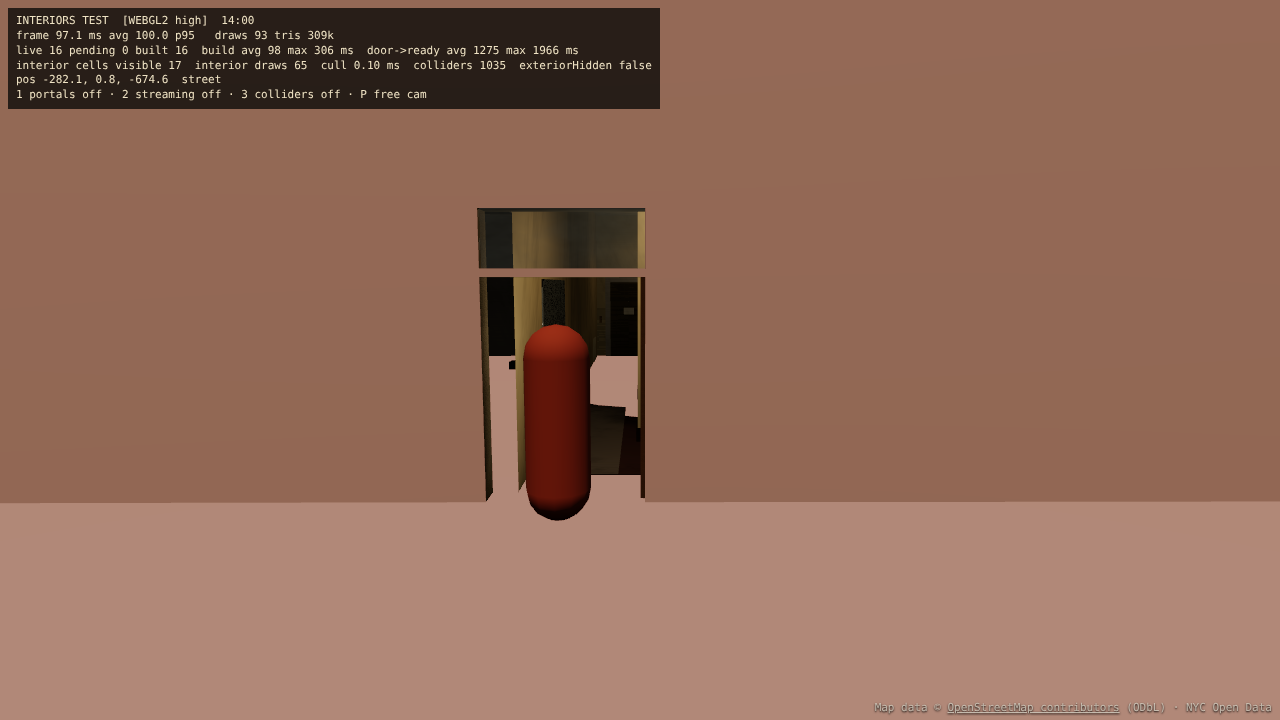 INTERIORS TEST  [WEBGL2 high]  14:00
frame 97.1 ms avg 100.0 p95   draws 93 tris 309k
live 16 pending 0 built 16  build avg 98 max 306 ms  door->ready avg 1275 max 1966 ms
interior cells visible 17  interior draws 65  cull 0.10 ms  colliders 1035  exteriorHidden false
pos -282.1, 0.8, -674.6  street
1 portals off · 2 streaming off · 3 colliders off · P free cam
Map data © OpenStreetMap contributors (ODbL) · NYC Open Data